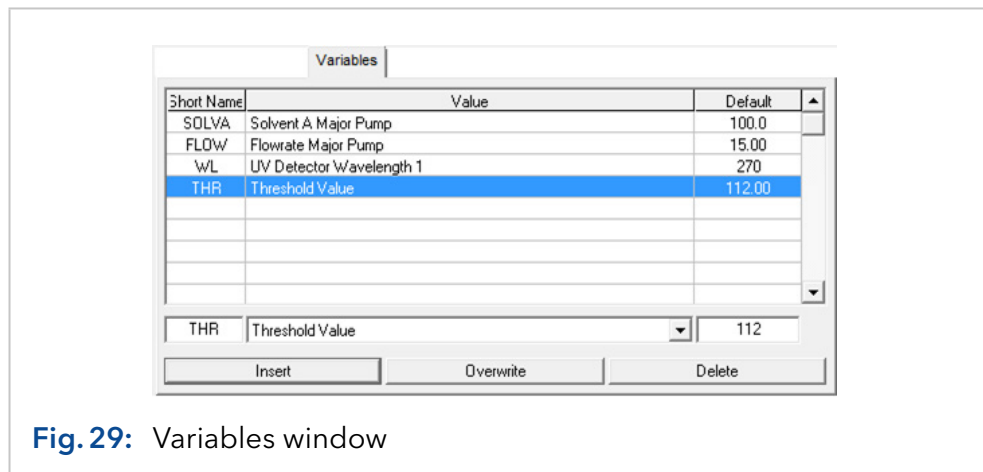 Variables
Short Name Value Default
SOLVA Solvent A Major Pump 100.0
FLOW Flowrate Major Pump 15.00
WL UV Detector Wavelength 1 270
THR Threshold Value 112.00
THR Threshold Value 112
Insert Overwrite Delete
Fig. 29: Variables window